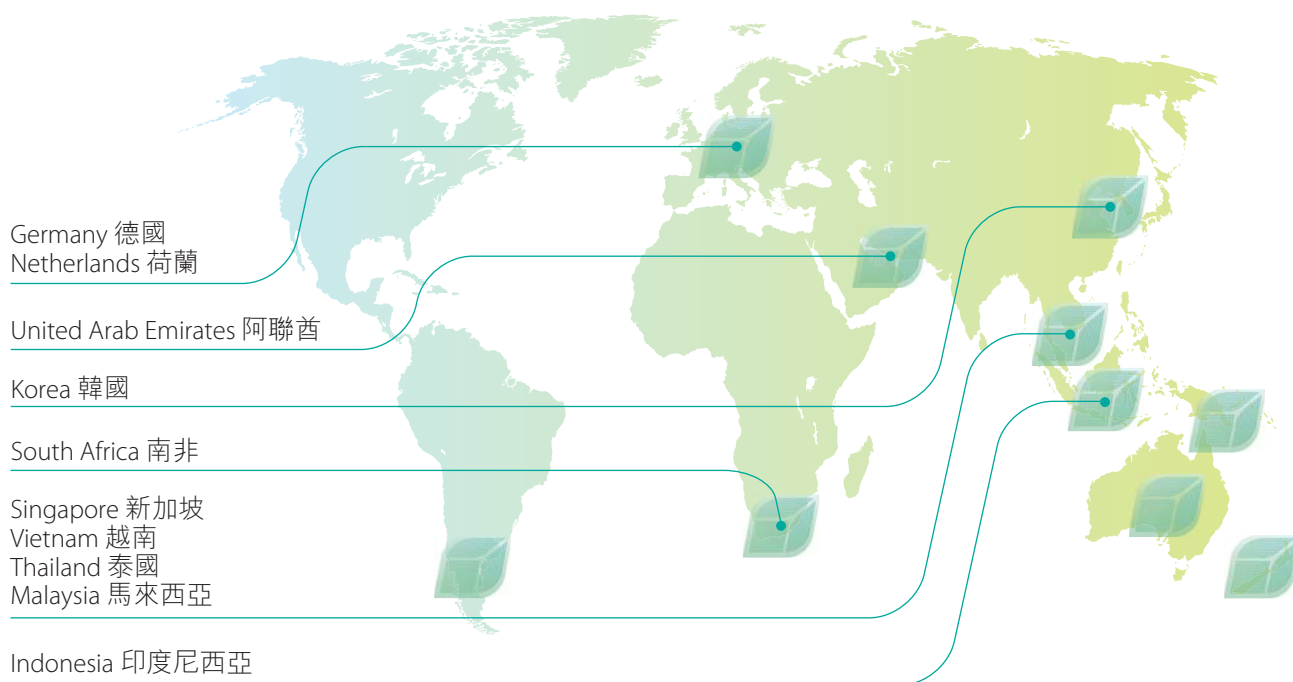 Germany 德國
Netherlands 荷蘭
United Arab Emirates 阿聯酋
Korea 韓國
South Africa 南非
Singapore 新加坡
Vietnam 越南
Thailand 泰國
Malaysia 馬來西亞
Indonesia 印度尼西亞